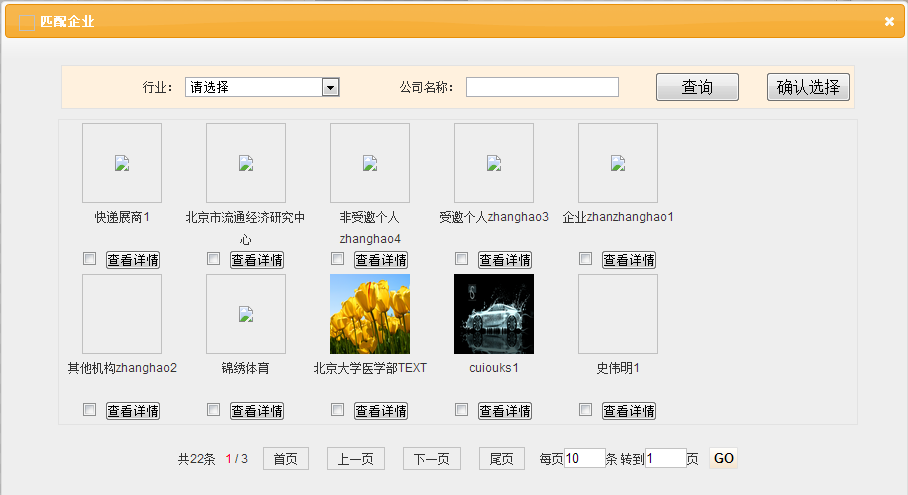 匹配企业
行业： 请选择 公司名称： 查询 确认选择
快递展商1 北京市流通经济研究中心 非受邀个人zhanghao4 受邀个人zhanghao3 企业zhanzhanghao1
查看详情 查看详情 查看详情 查看详情 查看详情
其他机构zhanghao2 锦绣体育 北京大学医学部TEXT cuiouks1 史伟明1
查看详情 查看详情 查看详情 查看详情 查看详情
共22条 1 / 3 首页 上一页 下一页 尾页 每页10条 转到1页 GO